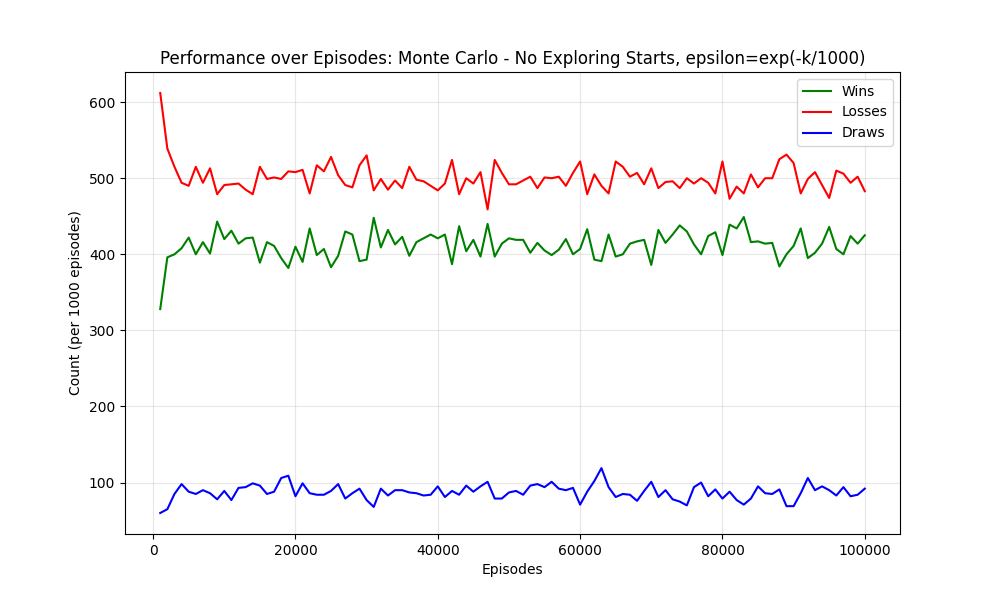 Performance over Episodes: Monte Carlo - No Exploring Starts, epsilon=exp(-k/1000)
Wins
Losses
Draws
Count (per 1000 episodes)
600
500
400
300
200
100
0
20000
40000
60000
80000
100000
Episodes